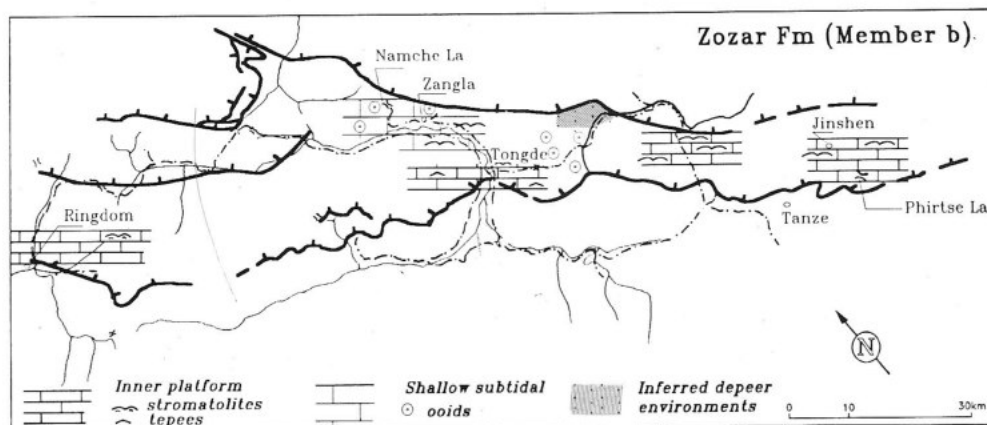 Zozar Fm (Member b)
Namche La
Zangla
Jinshen
Tongde
Ringdom
Tanze
Phirtse La
N
Inner platform
stromatolites
tepees
Shallow subtidal
ooids
Inferred depeer
environments
0 10 30km